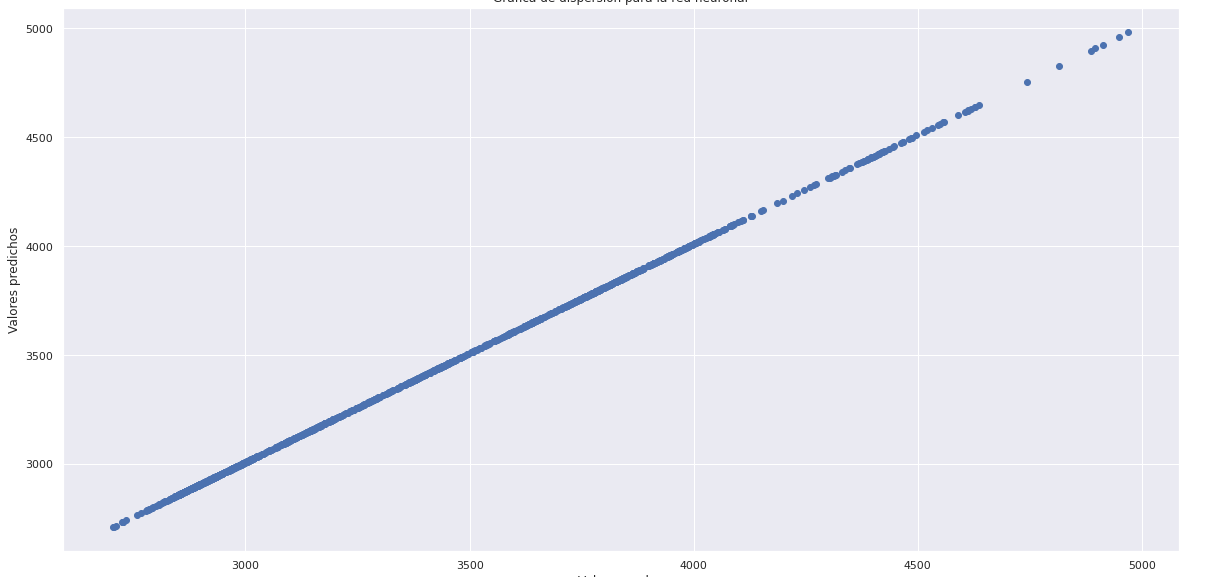 Gráfica de dispersión para la red neuronal
5000
4500
4000
3500
3000
Valores predichos
3000 3500 4000 4500 5000